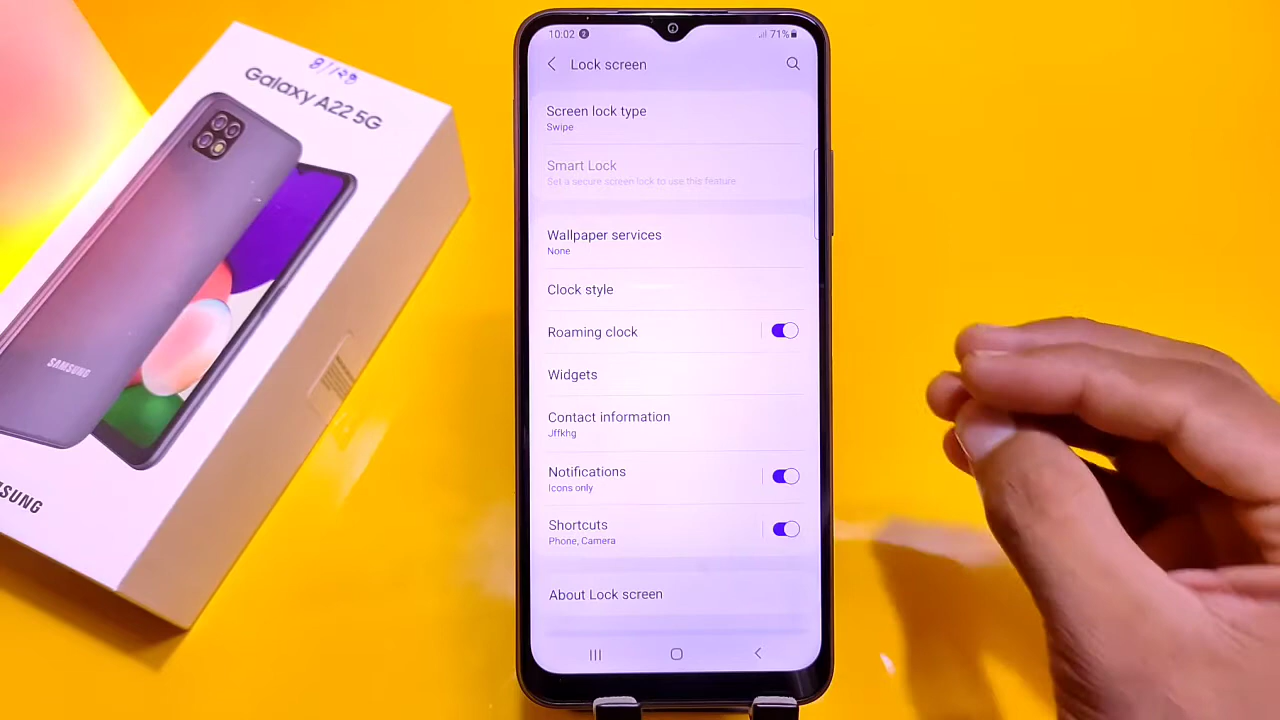 Galaxy A22 5G
SAMSUNG
10:02
71%
Lock screen
Screen lock type
Swipe
Smart Lock
Set a secure screen lock to use this feature.
Wallpaper services
None
Clock style
Roaming clock
Widgets
Contact information
Jffkhg
Notifications
Icons only
Shortcuts
Phone, Camera
About Lock screen